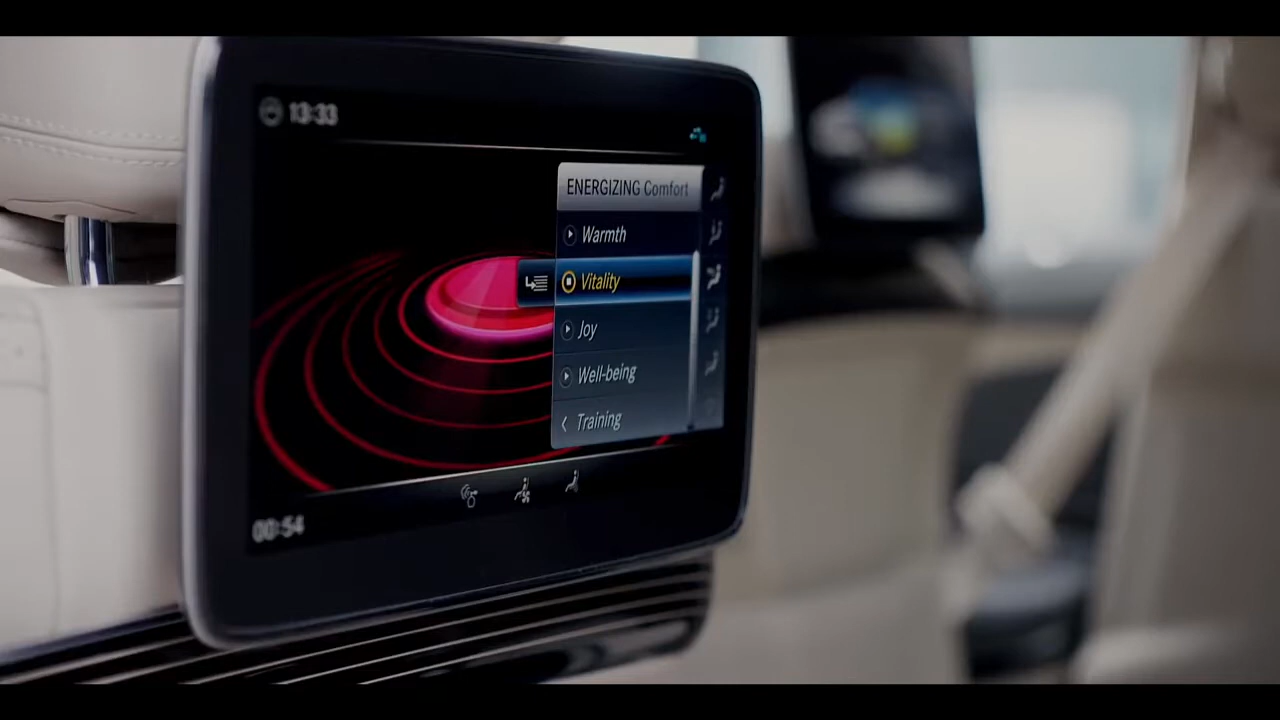 13:33
ENERGIZING Comfort
Warmth
Vitality
Joy
Well-being
Training
00:54